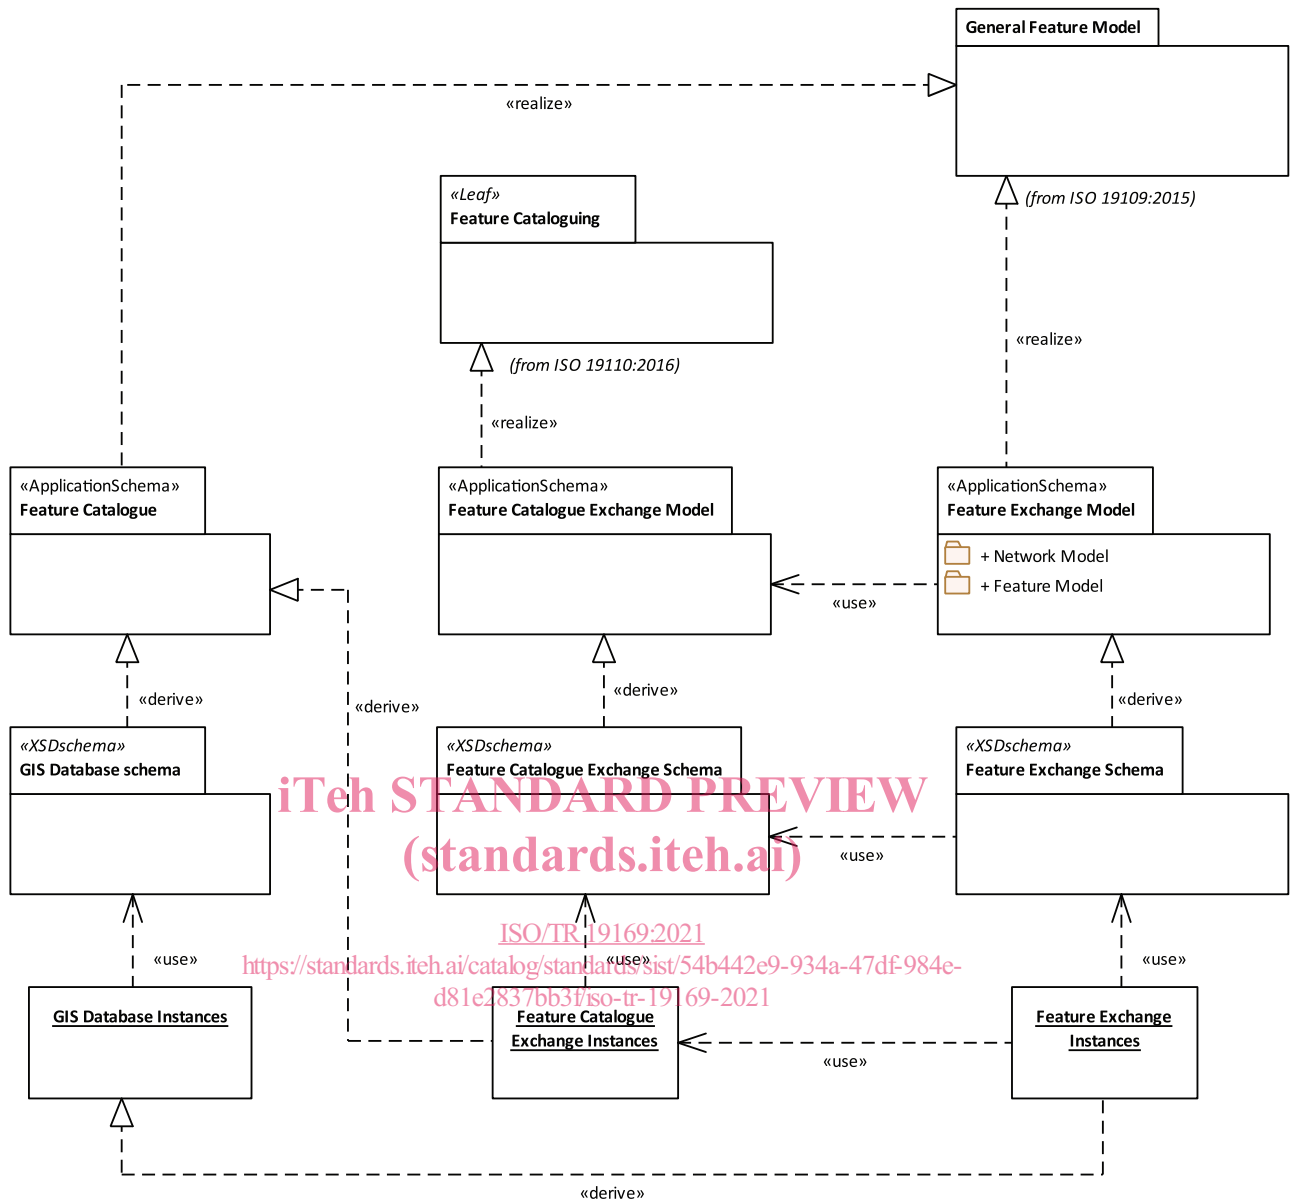 General Feature Model
«realize»
«Leaf»
Feature Cataloguing
(from ISO 19109:2015)
«realize»
(from ISO 19110:2016)
«realize»
«ApplicationSchema»
Feature Catalogue
«ApplicationSchema»
Feature Catalogue Exchange Model
«ApplicationSchema»
Feature Exchange Model
+ Network Model
+ Feature Model
«use»
«derive»
«derive»
«derive»
«derive»
«XSDschema»
GIS Database schema
«XSDschema»
Feature Catalogue Exchange Schema
«XSDschema»
Feature Exchange Schema
iTeh STANDARD PREVIEW
(standards.iteh.ai)
«use»
ISO/TR 19169:2021
https://standards.iteh.ai/catalog/standards/sist/54b442e9-934a-47df-984e-
d81e2837bb3f/iso-tr-19169-2021
«use»
«use»
«use»
GIS Database Instances
Feature Catalogue
Exchange Instances
Feature Exchange
Instances
«use»
«derive»